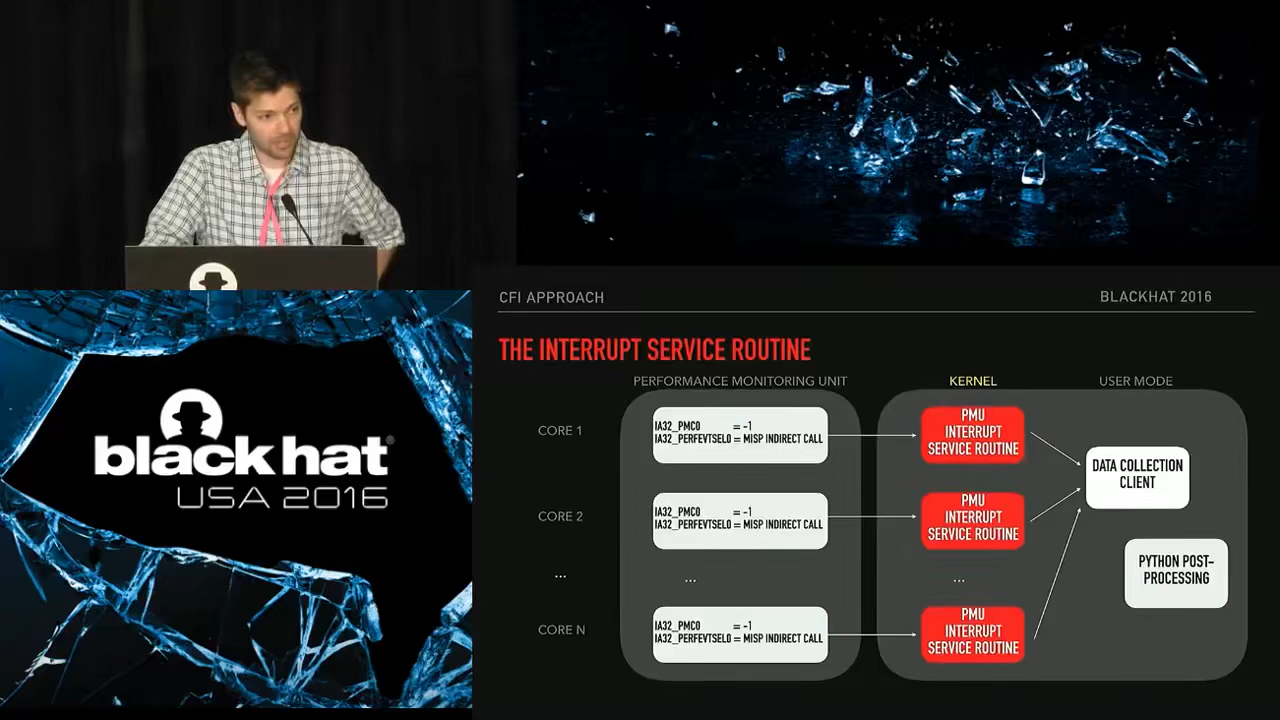 black hat®
USA 2016
CFI APPROACH
BLACKHAT 2016
THE INTERRUPT SERVICE ROUTINE
PERFORMANCE MONITORING UNIT
KERNEL
USER MODE
CORE 1
IA32_PMC0 = -1
IA32_PERFEVTSEL0 = MISP INDIRECT CALL
PMU
INTERRUPT
SERVICE ROUTINE
DATA COLLECTION
CLIENT
CORE 2
IA32_PMC0 = -1
IA32_PERFEVTSEL0 = MISP INDIRECT CALL
PMU
INTERRUPT
SERVICE ROUTINE
PYTHON POST-
PROCESSING
... ... ...
CORE N
IA32_PMC0 = -1
IA32_PERFEVTSEL0 = MISP INDIRECT CALL
PMU
INTERRUPT
SERVICE ROUTINE